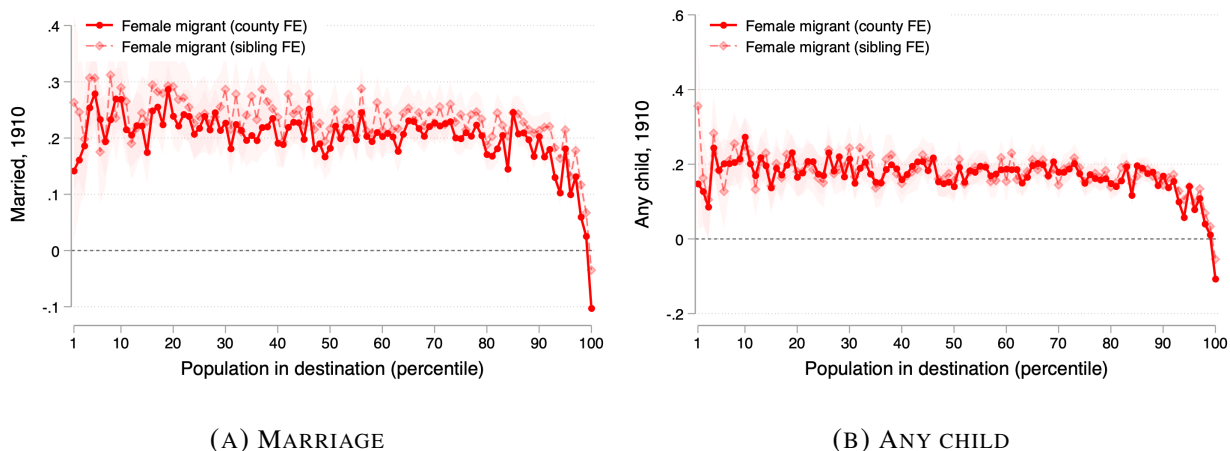 Female migrant (county FE)
Female migrant (sibling FE)
Married, 1910
.4
.3
.2
.1
0
-.1
1 10 20 30 40 50 60 70 80 90 100
Population in destination (percentile)
(A) MARRIAGE
Female migrant (county FE)
Female migrant (sibling FE)
Any child, 1910
.6
.4
.2
0
-.2
1 10 20 30 40 50 60 70 80 90 100
Population in destination (percentile)
(B) ANY CHILD